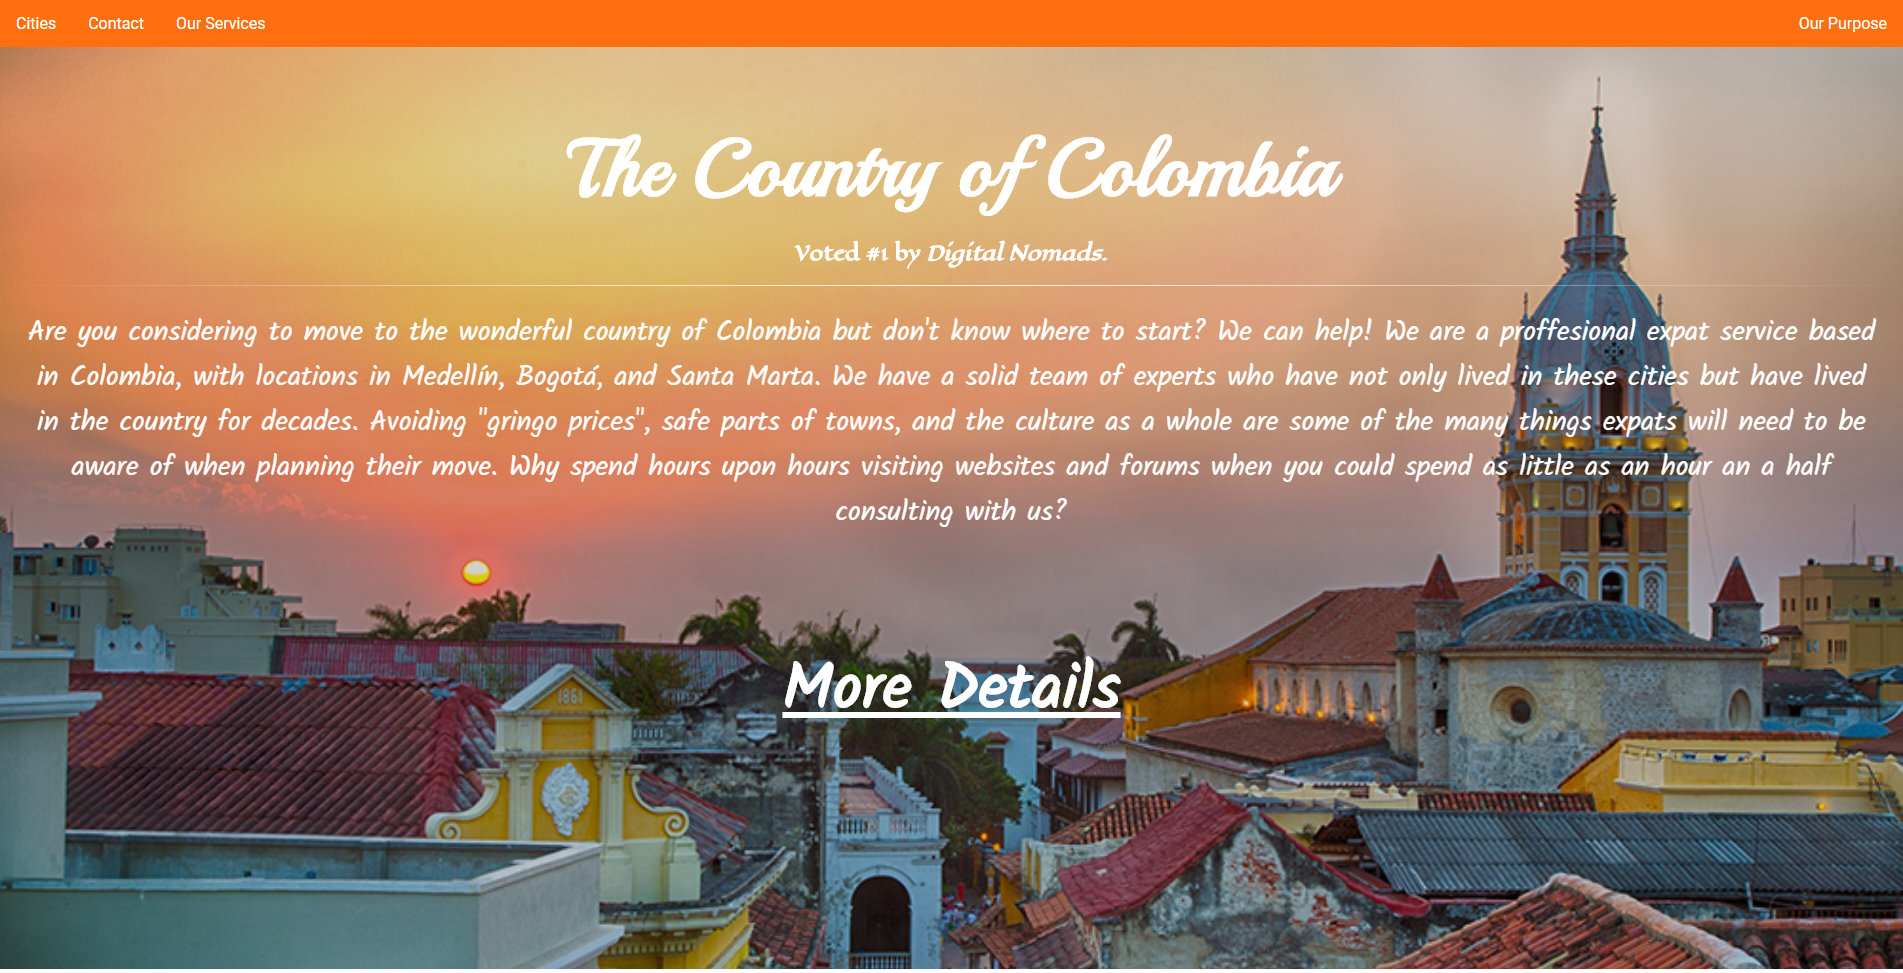 Cities Contact Our Services Our Purpose
The Country of Colombia
Voted #1 by Digital Nomads.
Are you considering to move to the wonderful country of Colombia but don't know where to start? We can help! We are a proffesional expat service based
in Colombia, with locations in Medellín, Bogotá, and Santa Marta. We have a solid team of experts who have not only lived in these cities but have lived
in the country for decades. Avoiding "gringo prices", safe parts of towns, and the culture as a whole are some of the many things expats will need to be
aware of when planning their move. Why spend hours upon hours visiting websites and forums when you could spend as little as an hour an a half
consulting with us?
More Details
1861